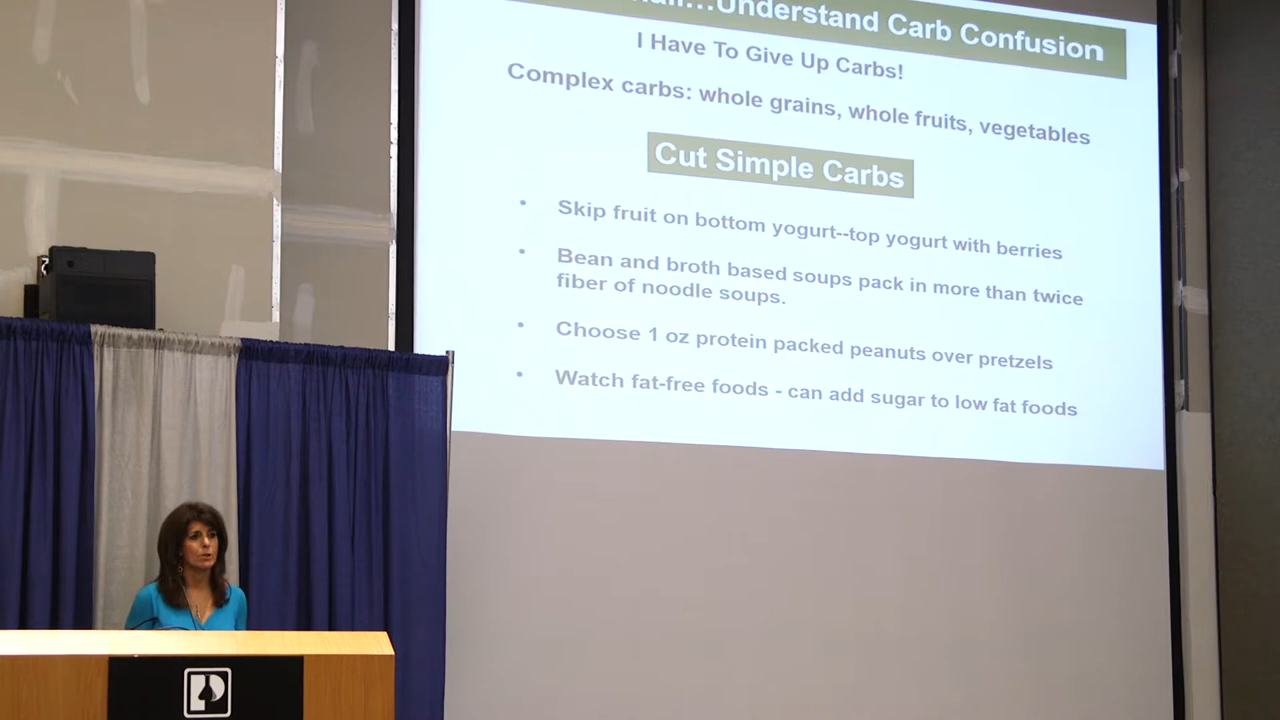 Understand Carb Confusion
I Have To Give Up Carbs!
Complex carbs: whole grains, whole fruits, vegetables
Cut Simple Carbs
• Skip fruit on bottom yogurt--top yogurt with berries
• Bean and broth based soups pack in more than twice
fiber of noodle soups.
• Choose 1 oz protein packed peanuts over pretzels
• Watch fat-free foods - can add sugar to low fat foods